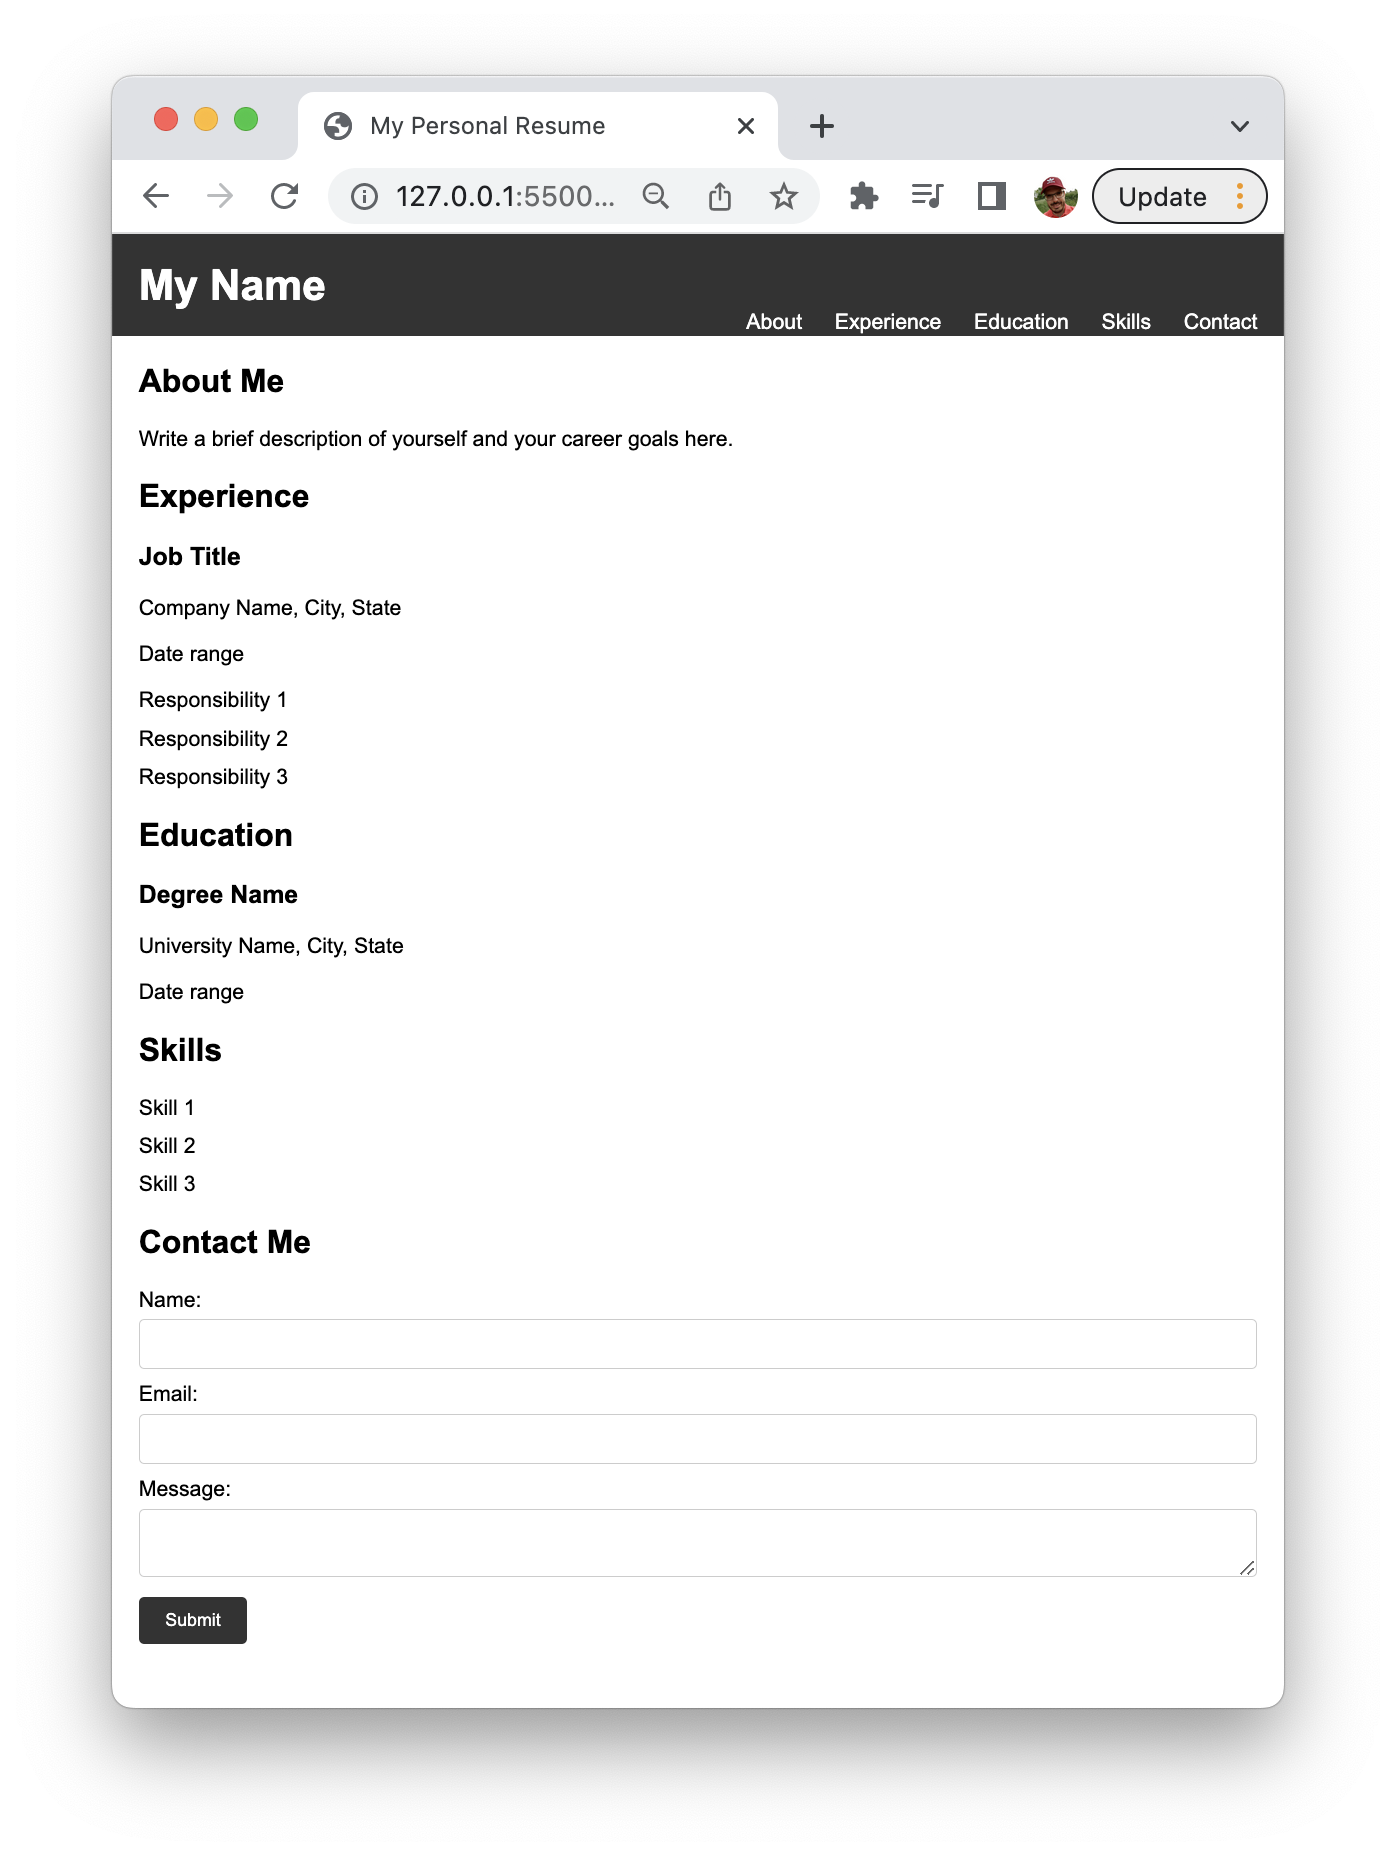 My Personal Resume
127.0.0.1:5500...
Update
My Name
About Experience Education Skills Contact
About Me
Write a brief description of yourself and your career goals here.
Experience
Job Title
Company Name, City, State
Date range
Responsibility 1
Responsibility 2
Responsibility 3
Education
Degree Name
University Name, City, State
Date range
Skills
Skill 1
Skill 2
Skill 3
Contact Me
Name:
Email:
Message:
Submit